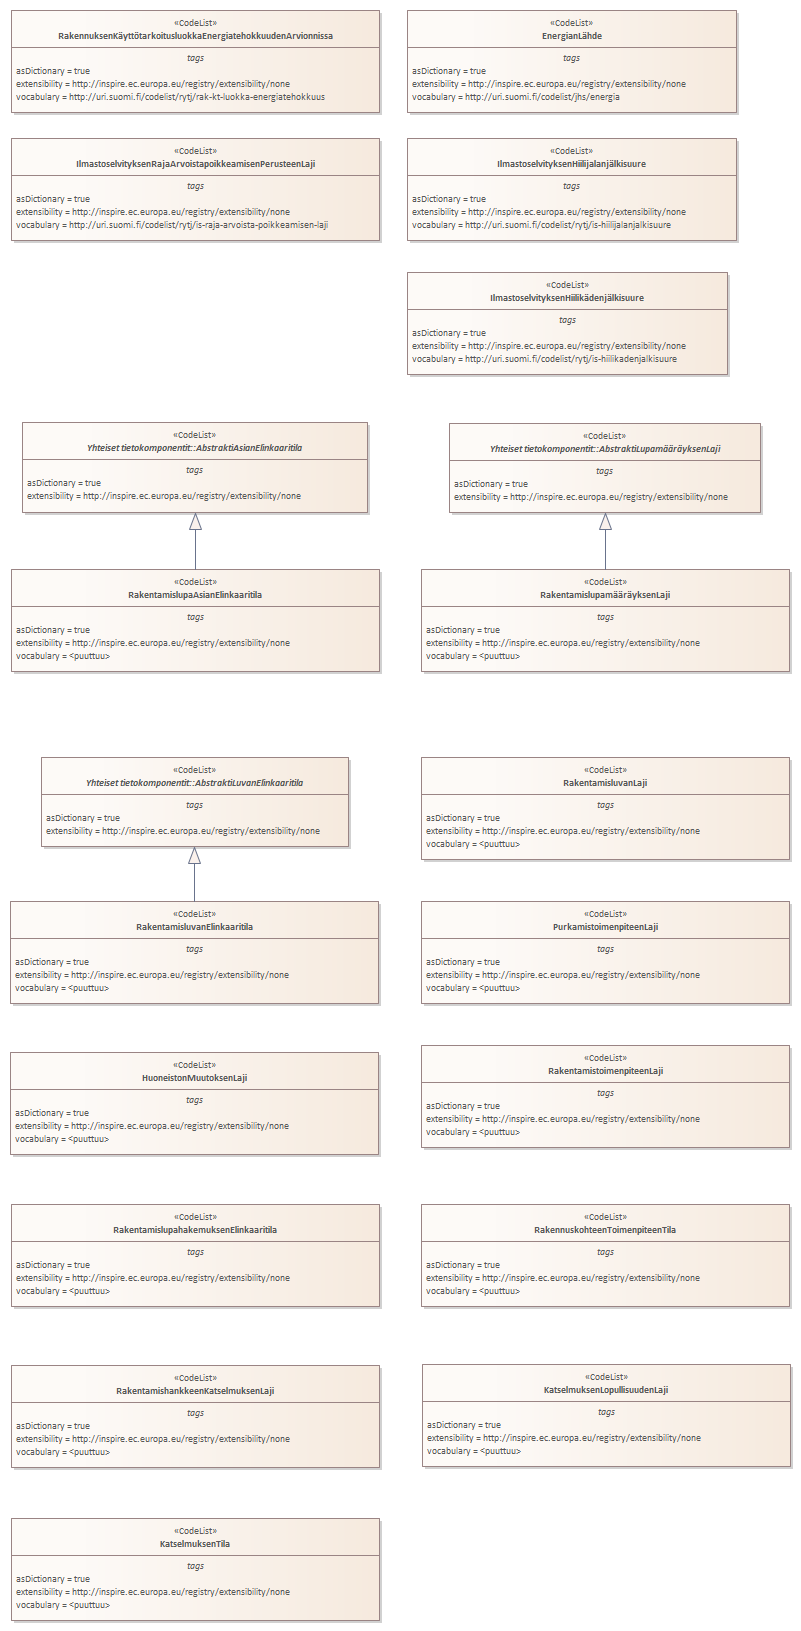 «CodeList»
RakennuksenKäyttötarkoitusluokkaEnergiatehokkuudenArvionnissa
tags
asDictionary = true
extensibility = http://inspire.ec.europa.eu/registry/extensibility/none
vocabulary = http://uri.suomi.fi/codelist/rytj/rak-kt-luokka-energiatehokkuus
«CodeList»
EnergianLähde
tags
asDictionary = true
extensibility = http://inspire.ec.europa.eu/registry/extensibility/none
vocabulary = http://uri.suomi.fi/codelist/jhs/energia
«CodeList»
IlmastoselvityksenRajaArvoistapoikkeamisenPerusteenLaji
tags
asDictionary = true
extensibility = http://inspire.ec.europa.eu/registry/extensibility/none
vocabulary = http://uri.suomi.fi/codelist/rytj/is-raja-arvoista-poikkeamisen-laji
«CodeList»
IlmastoselvityksenHiilijalanjälkisuure
tags
asDictionary = true
extensibility = http://inspire.ec.europa.eu/registry/extensibility/none
vocabulary = http://uri.suomi.fi/codelist/rytj/is-hiilijalanjalkisuure
«CodeList»
IlmastoselvityksenHiilikädenjälkisuure
tags
asDictionary = true
extensibility = http://inspire.ec.europa.eu/registry/extensibility/none
vocabulary = http://uri.suomi.fi/codelist/rytj/is-hiilikadenjalkisuure
«CodeList»
Yhteiset tietokomponentit::AbstraktiAsianElinkaaritila
tags
asDictionary = true
extensibility = http://inspire.ec.europa.eu/registry/extensibility/none
«CodeList»
Yhteiset tietokomponentit::AbstraktiLupamääräyksenLaji
tags
asDictionary = true
extensibility = http://inspire.ec.europa.eu/registry/extensibility/none
«CodeList»
RakentamislupaAsianElinkaaritila
tags
asDictionary = true
extensibility = http://inspire.ec.europa.eu/registry/extensibility/none
vocabulary = <puuttuu>
«CodeList»
RakentamislupamääräyksenLaji
tags
asDictionary = true
extensibility = http://inspire.ec.europa.eu/registry/extensibility/none
vocabulary = <puuttuu>
«CodeList»
Yhteiset tietokomponentit::AbstraktiLuvanElinkaaritila
tags
asDictionary = true
extensibility = http://inspire.ec.europa.eu/registry/extensibility/none
«CodeList»
RakentamisluvanLaji
tags
asDictionary = true
extensibility = http://inspire.ec.europa.eu/registry/extensibility/none
vocabulary = <puuttuu>
«CodeList»
RakentamisluvanElinkaaritila
tags
asDictionary = true
extensibility = http://inspire.ec.europa.eu/registry/extensibility/none
vocabulary = <puuttuu>
«CodeList»
PurkamistoimenpiteenLaji
tags
asDictionary = true
extensibility = http://inspire.ec.europa.eu/registry/extensibility/none
vocabulary = <puuttuu>
«CodeList»
HuoneistonMuutoksenLaji
tags
asDictionary = true
extensibility = http://inspire.ec.europa.eu/registry/extensibility/none
vocabulary = <puuttuu>
«CodeList»
RakentamistoimenpiteenLaji
tags
asDictionary = true
extensibility = http://inspire.ec.europa.eu/registry/extensibility/none
vocabulary = <puuttuu>
«CodeList»
RakentamislupahakemuksenElinkaaritila
tags
asDictionary = true
extensibility = http://inspire.ec.europa.eu/registry/extensibility/none
vocabulary = <puuttuu>
«CodeList»
RakennuskohteenToimenpiteenTila
tags
asDictionary = true
extensibility = http://inspire.ec.europa.eu/registry/extensibility/none
vocabulary = <puuttuu>
«CodeList»
RakentamishankkeenKatselmuksenLaji
tags
asDictionary = true
extensibility = http://inspire.ec.europa.eu/registry/extensibility/none
vocabulary = <puuttuu>
«CodeList»
KatselmuksenLopullisuudenLaji
tags
asDictionary = true
extensibility = http://inspire.ec.europa.eu/registry/extensibility/none
vocabulary = <puuttuu>
«CodeList»
KatselmuksenTila
tags
asDictionary = true
extensibility = http://inspire.ec.europa.eu/registry/extensibility/none
vocabulary = <puuttuu>